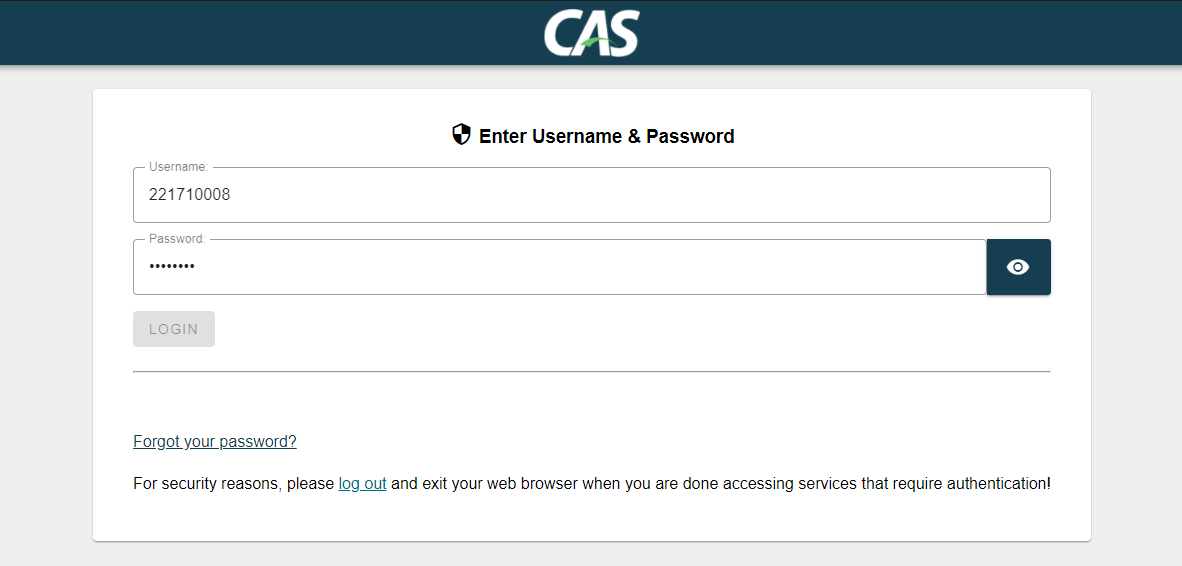 CAS
Enter Username & Password
Username:
221710008
Password:
••••••••
LOGIN
Forgot your password?
For security reasons, please log out and exit your web browser when you are done accessing services that require authentication!